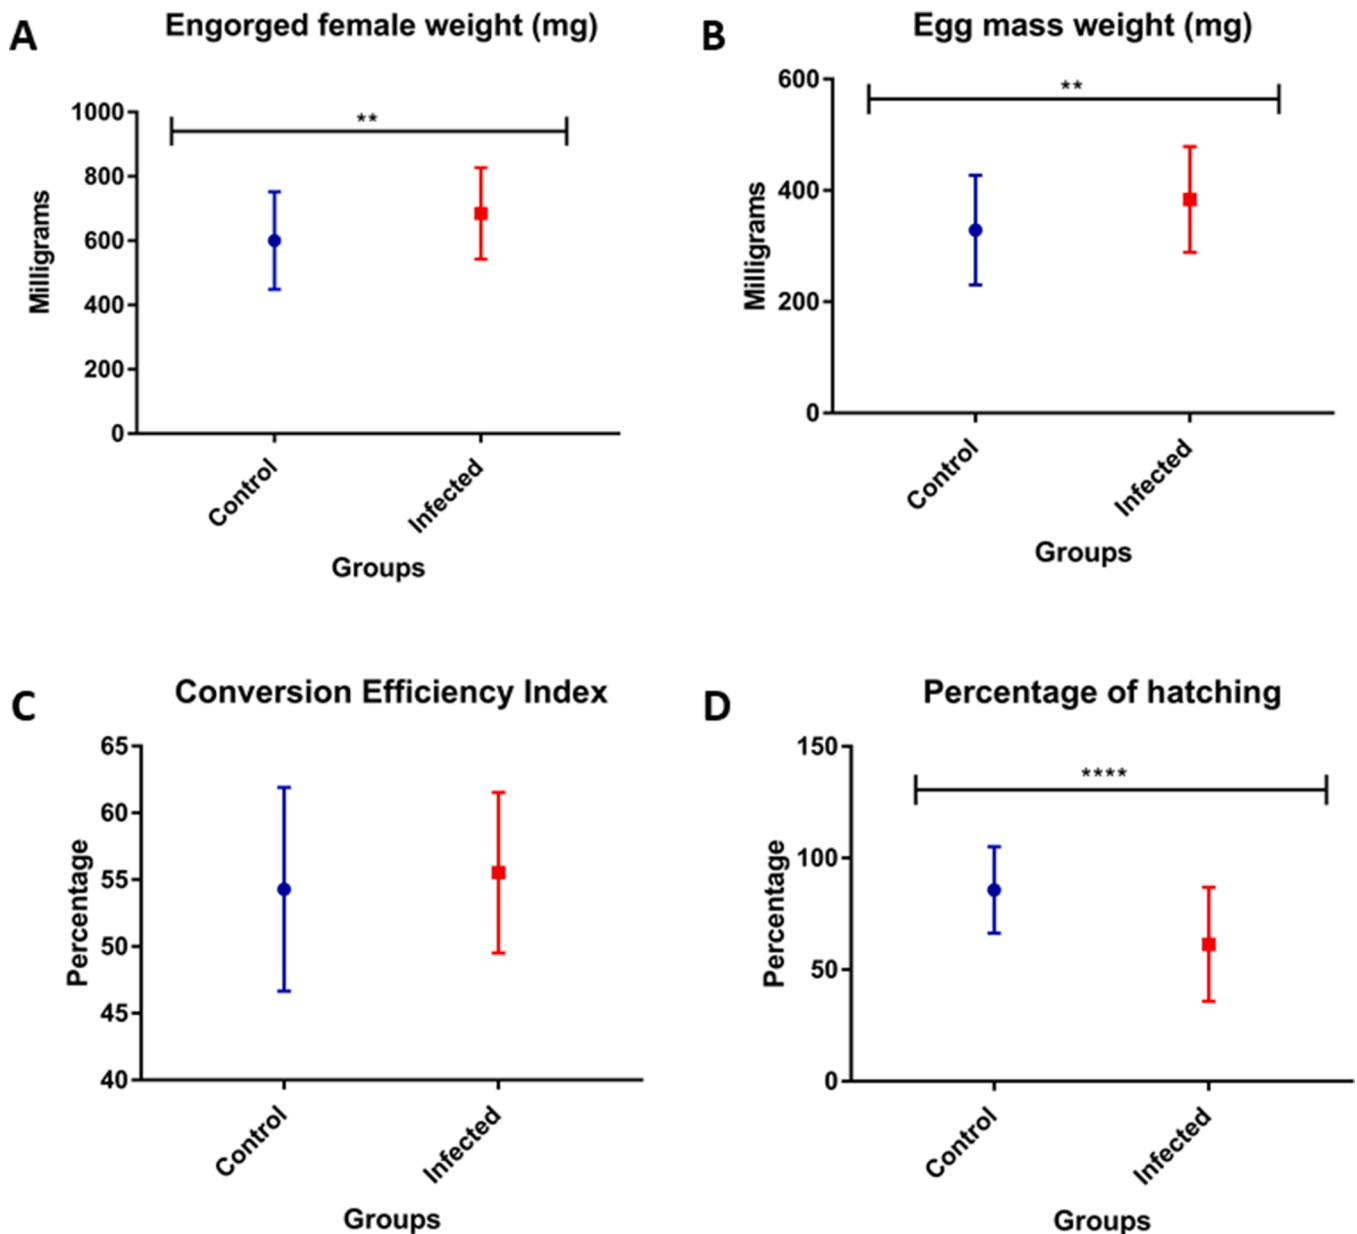 A
Engorged female weight (mg)
1000
800
600
400
200
0
Milligrams
**
Control
Infected
Groups
B
Egg mass weight (mg)
600
400
200
0
Milligrams
**
Control
Infected
Groups
C
Conversion Efficiency Index
65
60
55
50
45
40
Percentage
Control
Infected
Groups
D
Percentage of hatching
150
100
50
0
Percentage
****
Control
Infected
Groups